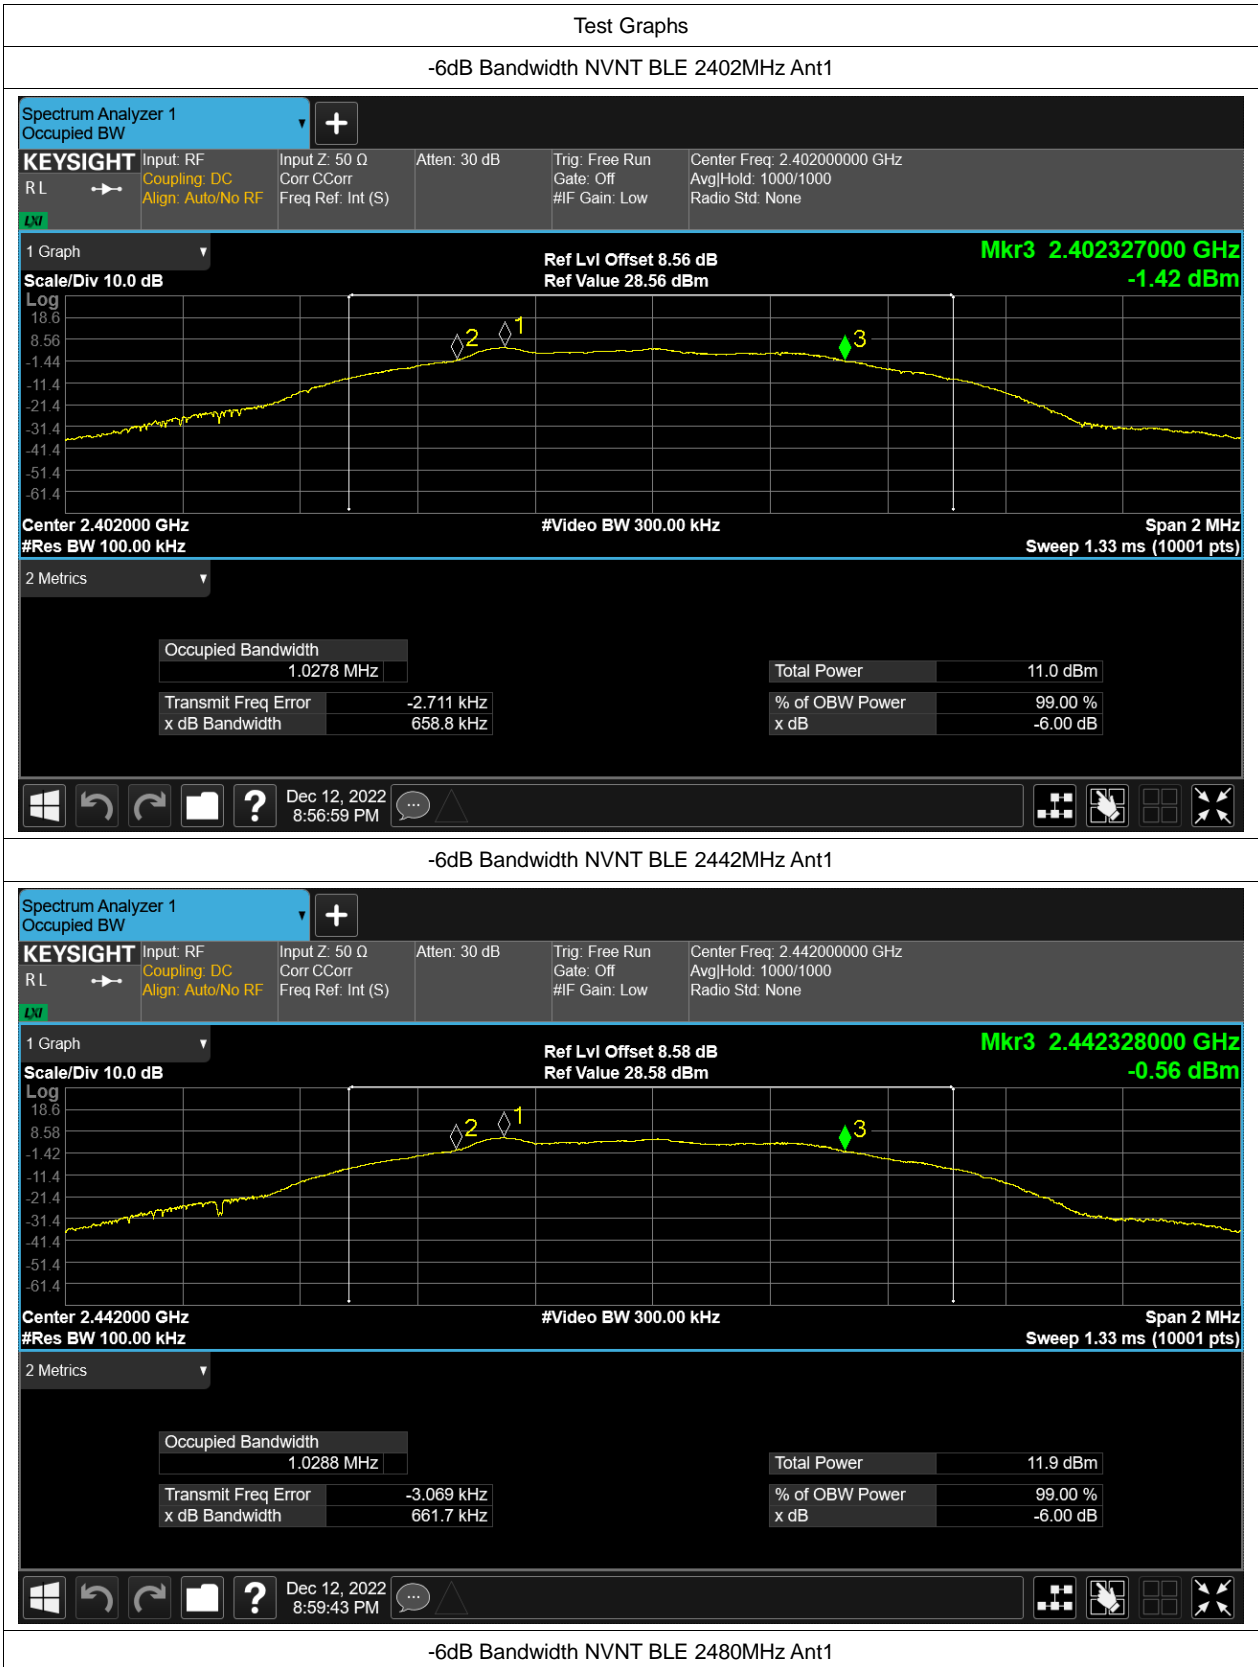 Test Graphs
-6dB Bandwidth NVNT BLE 2402MHz Ant1
Spectrum Analyzer 1
Occupied BW
KEYSIGHT Input: RF Input Z: 50 Ω Atten: 30 dB Trig: Free Run Center Freq: 2.402000000 GHz
RL Coupling: DC Corr CCorr Gate: Off Avg|Hold: 1000/1000
Align: Auto/No RF Freq Ref: Int (S) #IF Gain: Low Radio Std: None
LXI
1 Graph Ref Lvl Offset 8.56 dB Mkr3 2.402327000 GHz
Scale/Div 10.0 dB Ref Value 28.56 dBm -1.42 dBm
Log
18.6
8.56
-1.44
-11.4
-21.4
-31.4
-41.4
-51.4
-61.4
2 1 3
Center 2.402000 GHz #Video BW 300.00 kHz Span 2 MHz
#Res BW 100.00 kHz Sweep 1.33 ms (10001 pts)
2 Metrics
Occupied Bandwidth
1.0278 MHz Total Power 11.0 dBm
Transmit Freq Error -2.711 kHz % of OBW Power 99.00 %
x dB Bandwidth 658.8 kHz x dB -6.00 dB
? Dec 12, 2022
8:56:59 PM
-6dB Bandwidth NVNT BLE 2442MHz Ant1
Spectrum Analyzer 1
Occupied BW
KEYSIGHT Input: RF Input Z: 50 Ω Atten: 30 dB Trig: Free Run Center Freq: 2.442000000 GHz
RL Coupling: DC Corr CCorr Gate: Off Avg|Hold: 1000/1000
Align: Auto/No RF Freq Ref: Int (S) #IF Gain: Low Radio Std: None
LXI
1 Graph Ref Lvl Offset 8.58 dB Mkr3 2.442328000 GHz
Scale/Div 10.0 dB Ref Value 28.58 dBm -0.56 dBm
Log
18.6
8.58
-1.42
-11.4
-21.4
-31.4
-41.4
-51.4
-61.4
2 1 3
Center 2.442000 GHz #Video BW 300.00 kHz Span 2 MHz
#Res BW 100.00 kHz Sweep 1.33 ms (10001 pts)
2 Metrics
Occupied Bandwidth
1.0288 MHz Total Power 11.9 dBm
Transmit Freq Error -3.069 kHz % of OBW Power 99.00 %
x dB Bandwidth 661.7 kHz x dB -6.00 dB
? Dec 12, 2022
8:59:43 PM
-6dB Bandwidth NVNT BLE 2480MHz Ant1